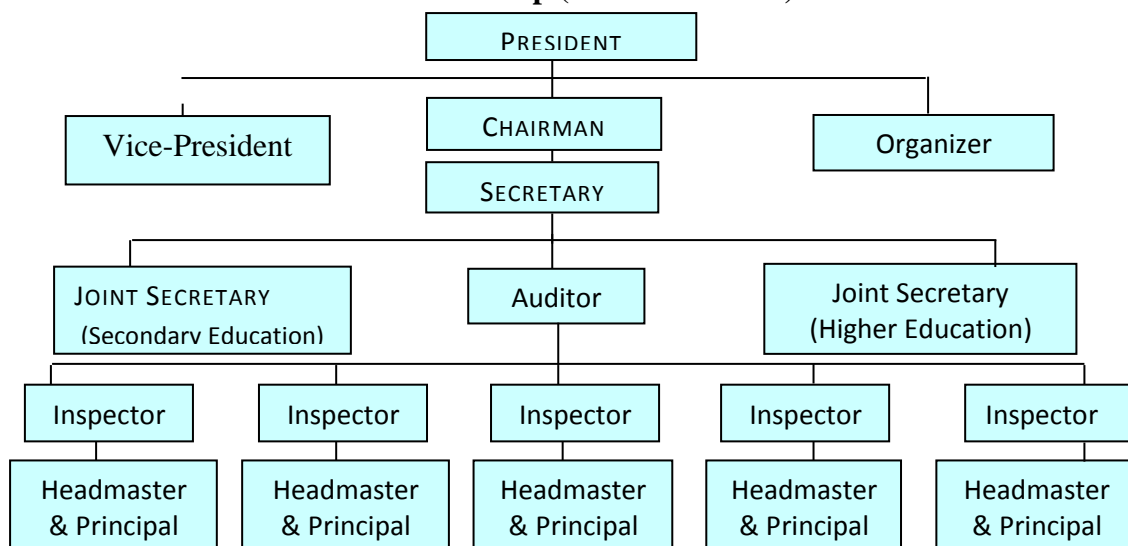 PRESIDENT
Vice-President
CHAIRMAN
Organizer
SECRETARY
JOINT SECRETARY
(Secondary Education)
Auditor
Joint Secretary
(Higher Education)
Inspector
Inspector
Inspector
Inspector
Inspector
Headmaster
& Principal
Headmaster
& Principal
Headmaster
& Principal
Headmaster
& Principal
Headmaster
& Principal